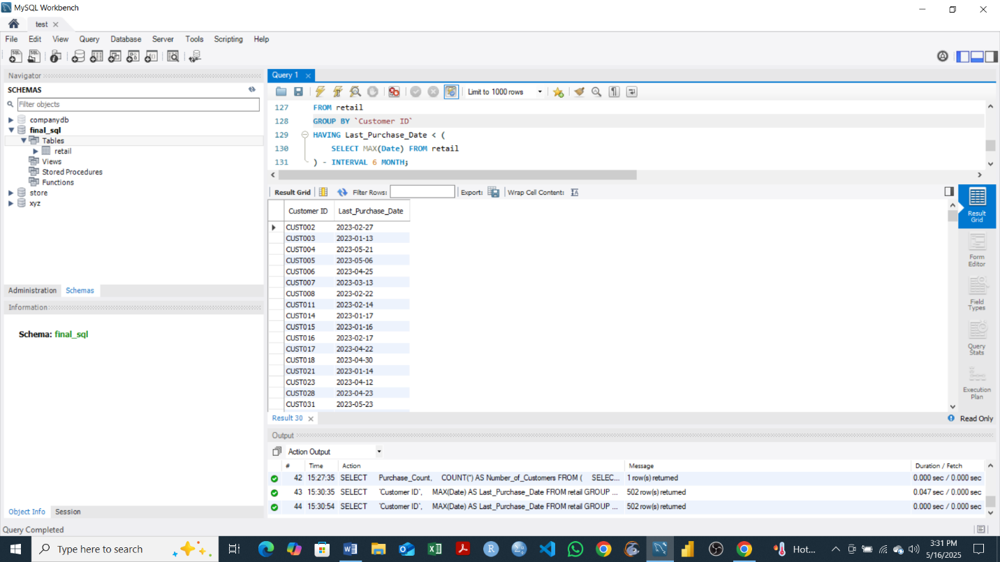 MySQL Workbench
test
File Edit View Query Database Server Tools Scripting Help
Navigator
SCHEMAS
Filter objects
companydb
final_sql
Tables
retail
Views
Stored Procedures
Functions
store
xyz
Administration Schemas
Information
Schema: final_sql
Object Info Session
Query 1
Limit to 1000 rows
127 FROM retail
128 GROUP BY `Customer ID`
129 HAVING Last_Purchase_Date < (
130 SELECT MAX(Date) FROM retail
131 ) - INTERVAL 6 MONTH;
Result Grid Filter Rows: Export: Wrap Cell Content:
Customer ID Last_Purchase_Date
CUST002 2023-02-27
CUST003 2023-01-13
CUST004 2023-05-21
CUST005 2023-05-06
CUST006 2023-04-25
CUST007 2023-03-13
CUST008 2023-02-22
CUST011 2023-02-14
CUST014 2023-01-17
CUST015 2023-01-16
CUST016 2023-02-17
CUST017 2023-04-22
CUST018 2023-04-30
CUST021 2023-01-14
CUST023 2023-04-12
CUST028 2023-04-23
CUST031 2023-05-23
Result
Grid
Form
Editor
Field
Types
Query
Stats
Execution
Plan
Result 30
Read Only
Output
Action Output
# Time Action Message Duration / Fetch
42 15:27:35 SELECT Purchase_Count, COUNT(*) AS Number_of_Customers FROM ( SELEC... 1 row(s) returned 0.000 sec / 0.000 sec
43 15:30:35 SELECT `Customer ID`, MAX(Date) AS Last_Purchase_Date FROM retail GROUP ... 502 row(s) returned 0.047 sec / 0.000 sec
44 15:30:54 SELECT `Customer ID`, MAX(Date) AS Last_Purchase_Date FROM retail GROUP ... 502 row(s) returned 0.000 sec / 0.000 sec
Query Completed
Type here to search
Hot...
3:31 PM
5/16/2025